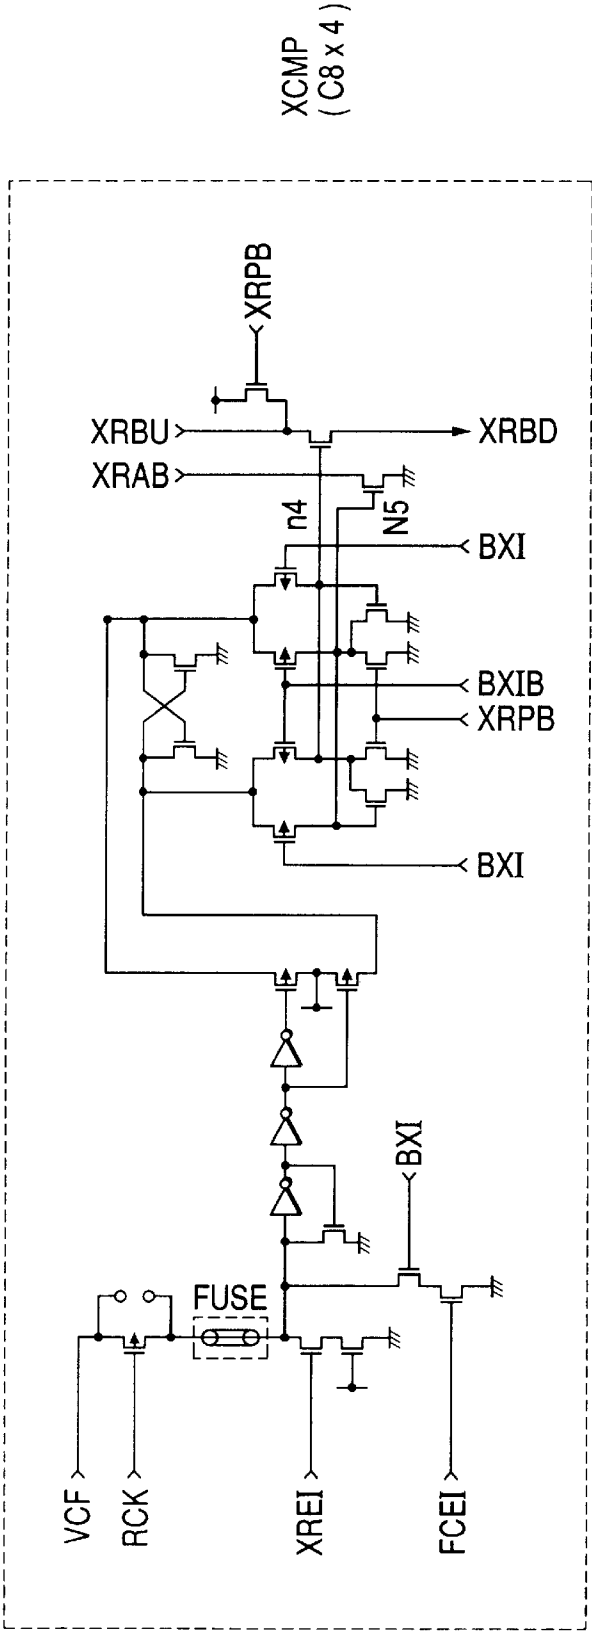 XCMP
( C8 x 4 )
XRPB
XRBU
XRBD
XRAB
n4
N5
BXI
BXIB
XRPB
BXI
BXI
FUSE
VCF
RCK
XREI
FCEI